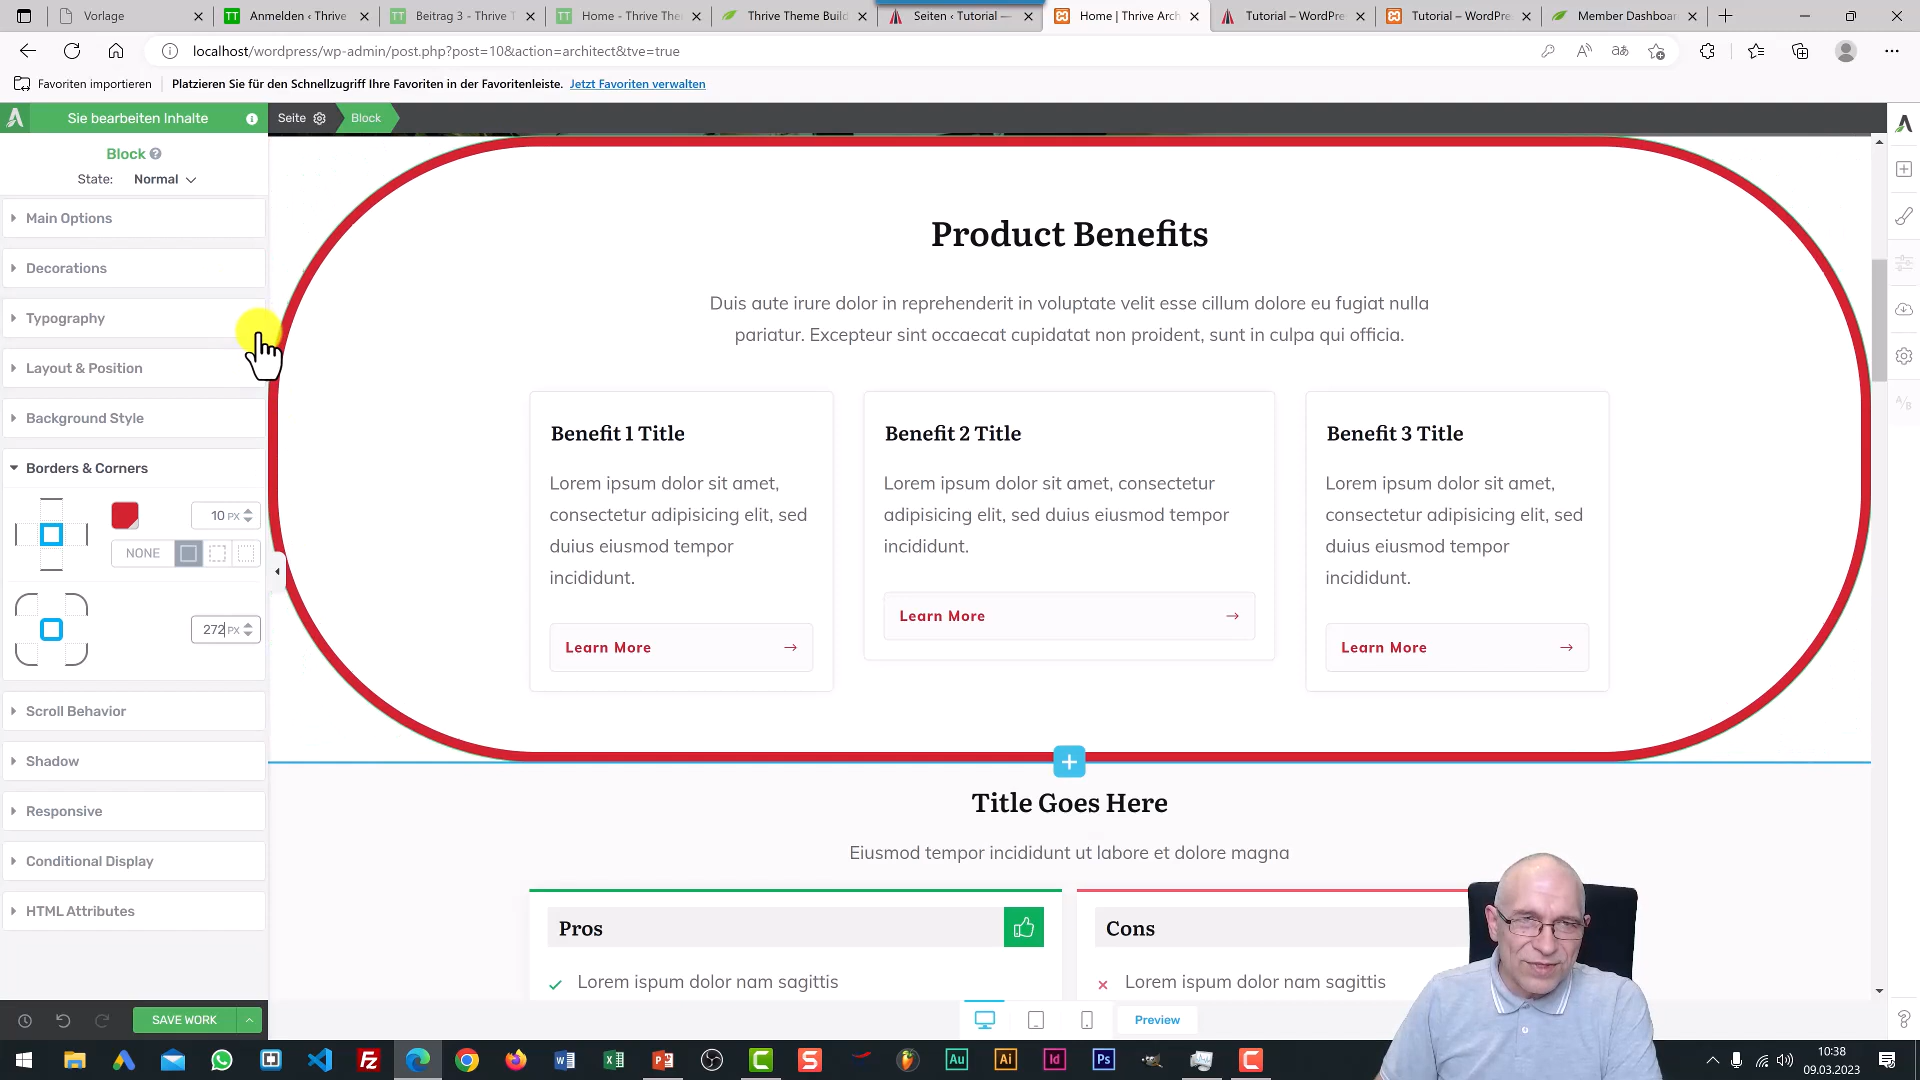 Vorlage
Anmelden ‹ Thrive
Beitrag 3 - Thrive T
Home - Thrive The
Thrive Theme Build
Seiten ‹ Tutorial —
Home | Thrive Arch
Tutorial – WordPre
Tutorial – WordPre
Member Dashboa
localhost/wordpress/wp-admin/post.php?post=10&action=architect&tve=true
Favoriten importieren
Platzieren Sie für den Schnellzugriff Ihre Favoriten in der Favoritenleiste. Jetzt Favoriten verwalten
Sie bearbeiten Inhalte
Seite
Block
Block
State: Normal
Main Options
Decorations
Typography
Layout & Position
Background Style
Borders & Corners
10 PX
NONE
272 PX
Scroll Behavior
Shadow
Responsive
Conditional Display
HTML Attributes
SAVE WORK
Product Benefits
Duis aute irure dolor in reprehenderit in voluptate velit esse cillum dolore eu fugiat nulla
pariatur. Excepteur sint occaecat cupidatat non proident, sunt in culpa qui officia.
Benefit 1 Title
Lorem ipsum dolor sit amet,
consectetur adipisicing elit, sed
duius eiusmod tempor
incididunt.
Learn More
Benefit 2 Title
Lorem ipsum dolor sit amet, consectetur
adipisicing elit, sed duius eiusmod tempor
incididunt.
Learn More
Benefit 3 Title
Lorem ipsum dolor sit amet,
consectetur adipisicing elit, sed
duius eiusmod tempor
incididunt.
Learn More
Title Goes Here
Eiusmod tempor incididunt ut labore et dolore magna
Pros
Lorem ispum dolor nam sagittis
Cons
Lorem ispum dolor nam sagittis
Preview
A/B
10:38
09.03.2023